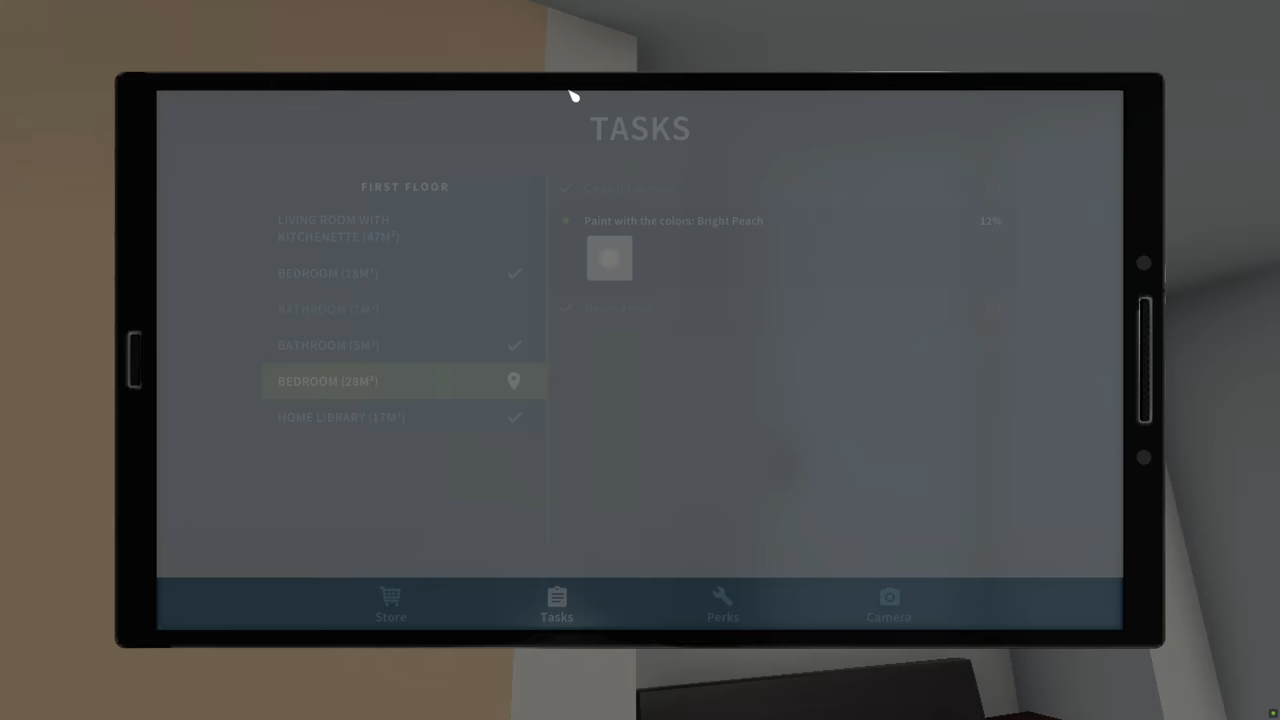 TASKS
FIRST FLOOR
LIVING ROOM WITH
KITCHENETTE (47M²)
BEDROOM (18M²)
BATHROOM
BATHROOM (5M²)
BEDROOM (28M²)
HOME LIBRARY (17M²)
Paint with the colors: Bright Peach 12%
Store
Tasks
Perks
Camera